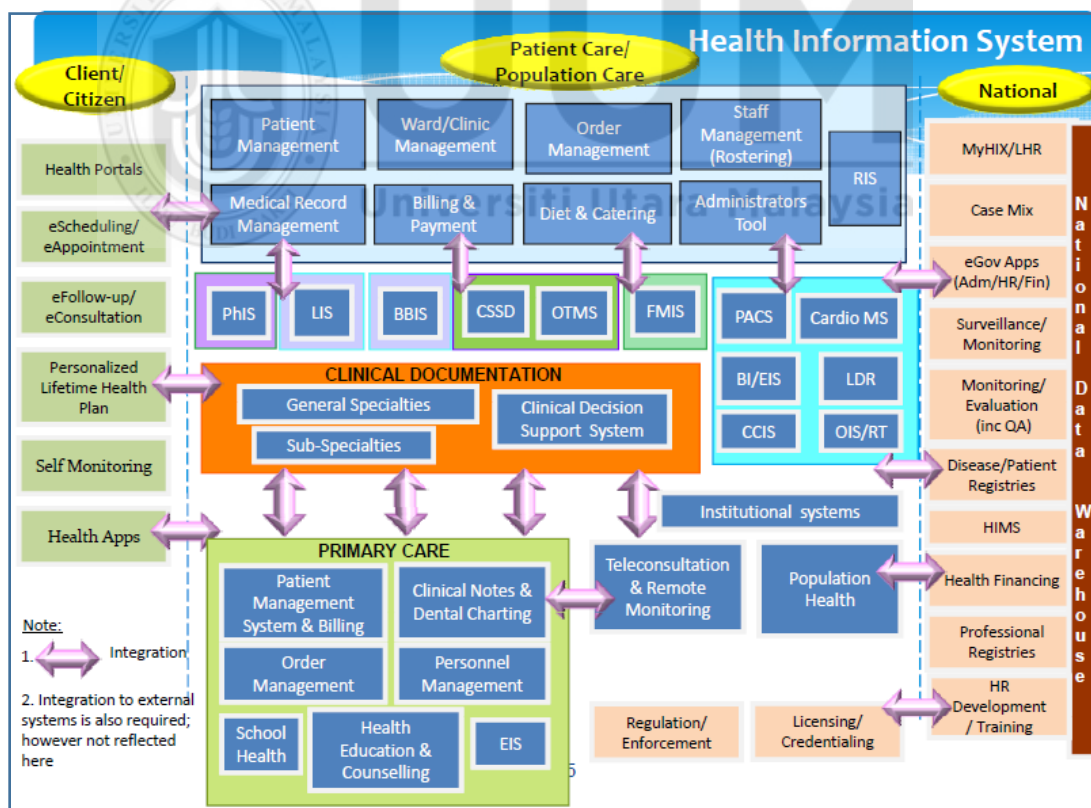 Health Information System
Client/
Citizen
Patient Care/
Population Care
National
Health Portals
eScheduling/
eAppointment
eFollow-up/
eConsultation
Personalized
Lifetime Health
Plan
Self Monitoring
Health Apps
Note:
1.
Integration
2. Integration to external
systems is also required;
however not reflected
here
Patient
Management
Ward/Clinic
Management
Order
Management
Staff
Management
(Rostering)
RIS
Medical Record
Management
Billing &
Payment
Diet & Catering
Administrators
Tool
UUM
Universiti Utara Malaysia
PhIS
LIS
BBIS
CSSD
OTMS
FMIS
PACS
Cardio MS
BI/EIS
LDR
CCIS
OIS/RT
CLINICAL DOCUMENTATION
General Specialties
Sub-Specialties
Clinical Decision
Support System
Institutional systems
PRIMARY CARE
Patient
Management
System & Billing
Clinical Notes &
Dental Charting
Order
Management
Personnel
Management
School
Health
Health
Education &
Counselling
EIS
Teleconsultation
& Remote
Monitoring
Population
Health
Regulation/
Enforcement
Licensing/
Credentialing
5
MyHIX/LHR
Case Mix
eGov Apps
(Adm/HR/Fin)
Surveillance/
Monitoring
Monitoring/
Evaluation
(inc QA)
Disease/Patient
Registries
HIMS
Health Financing
Professional
Registries
HR
Development
/ Training
National Data Warehouse